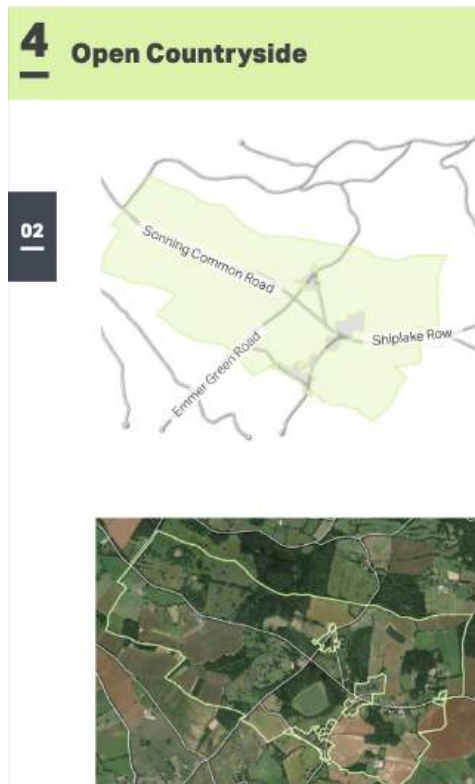 4 Open Countryside
02
Sonning Common Road
Emmer Green Road
Shiplake Row